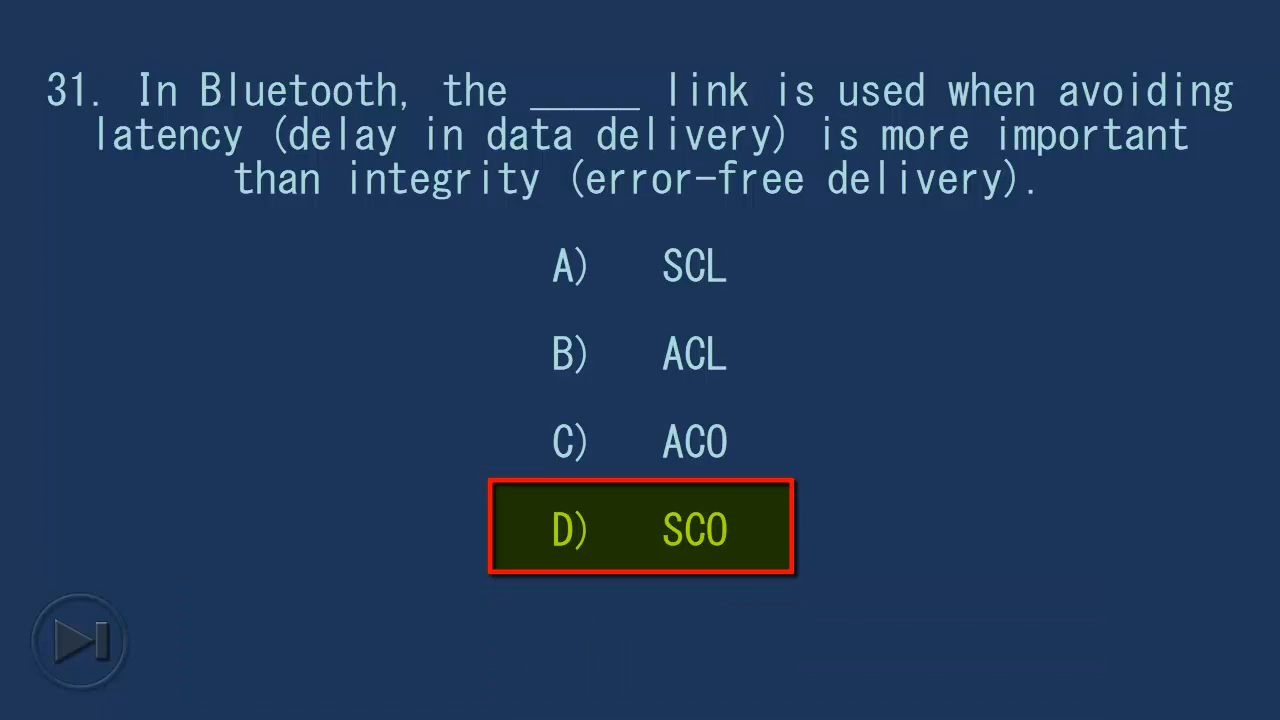 31. In Bluetooth, the _____ link is used when avoiding
latency (delay in data delivery) is more important
than integrity (error-free delivery).
A) SCL
B) ACL
C) ACO
D) SCO